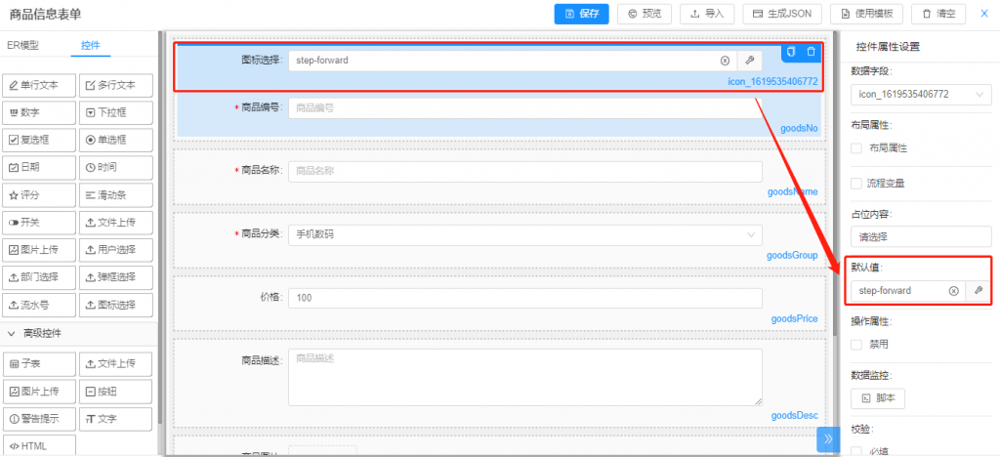 商品信息表单
保存
预览
导入
生成JSON
使用模板
清空
X
ER模型
控件
单行文本
多行文本
数字
下拉框
复选框
单选框
日期
时间
评分
滑动条
开关
文件上传
图片上传
用户选择
部门选择
弹框选择
流水号
图标选择
高级控件
子表
文件上传
图片上传
按钮
警告提示
文字
HTML
图标选择:
step-forward
icon_1619535406772
* 商品编号:
商品编号
goodsNo
* 商品名称:
商品名称
goodsName
* 商品分类:
手机数码
goodsGroup
价格:
100
goodsPrice
商品描述:
商品描述
goodsDesc
商品图片
控件属性设置
数据字段:
icon_1619535406772
布局属性:
布局属性
流程变量
占位内容:
请选择
默认值:
step-forward
操作属性:
禁用
数据监控:
脚本
校验:
必填